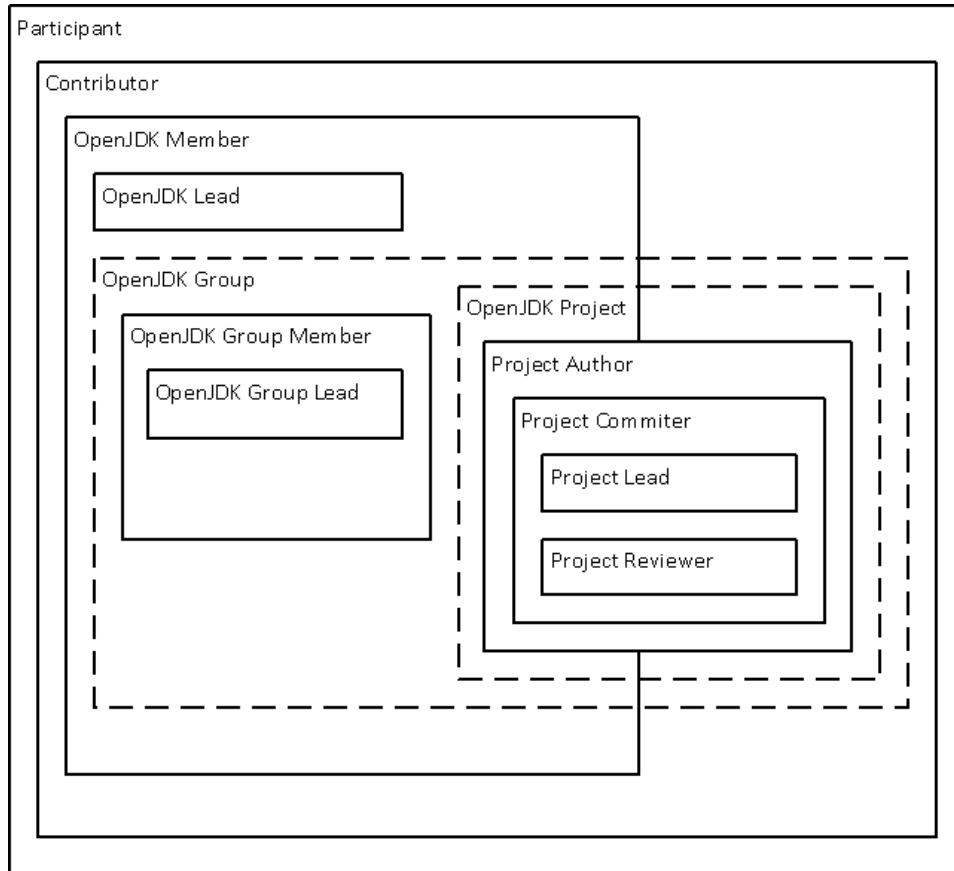 Participant
Contributor
OpenJDK Member
OpenJDK Lead
OpenJDK Group
OpenJDK Project
OpenJDK Group Member
Project Author
OpenJDK Group Lead
Project Commiter
Project Lead
Project Reviewer